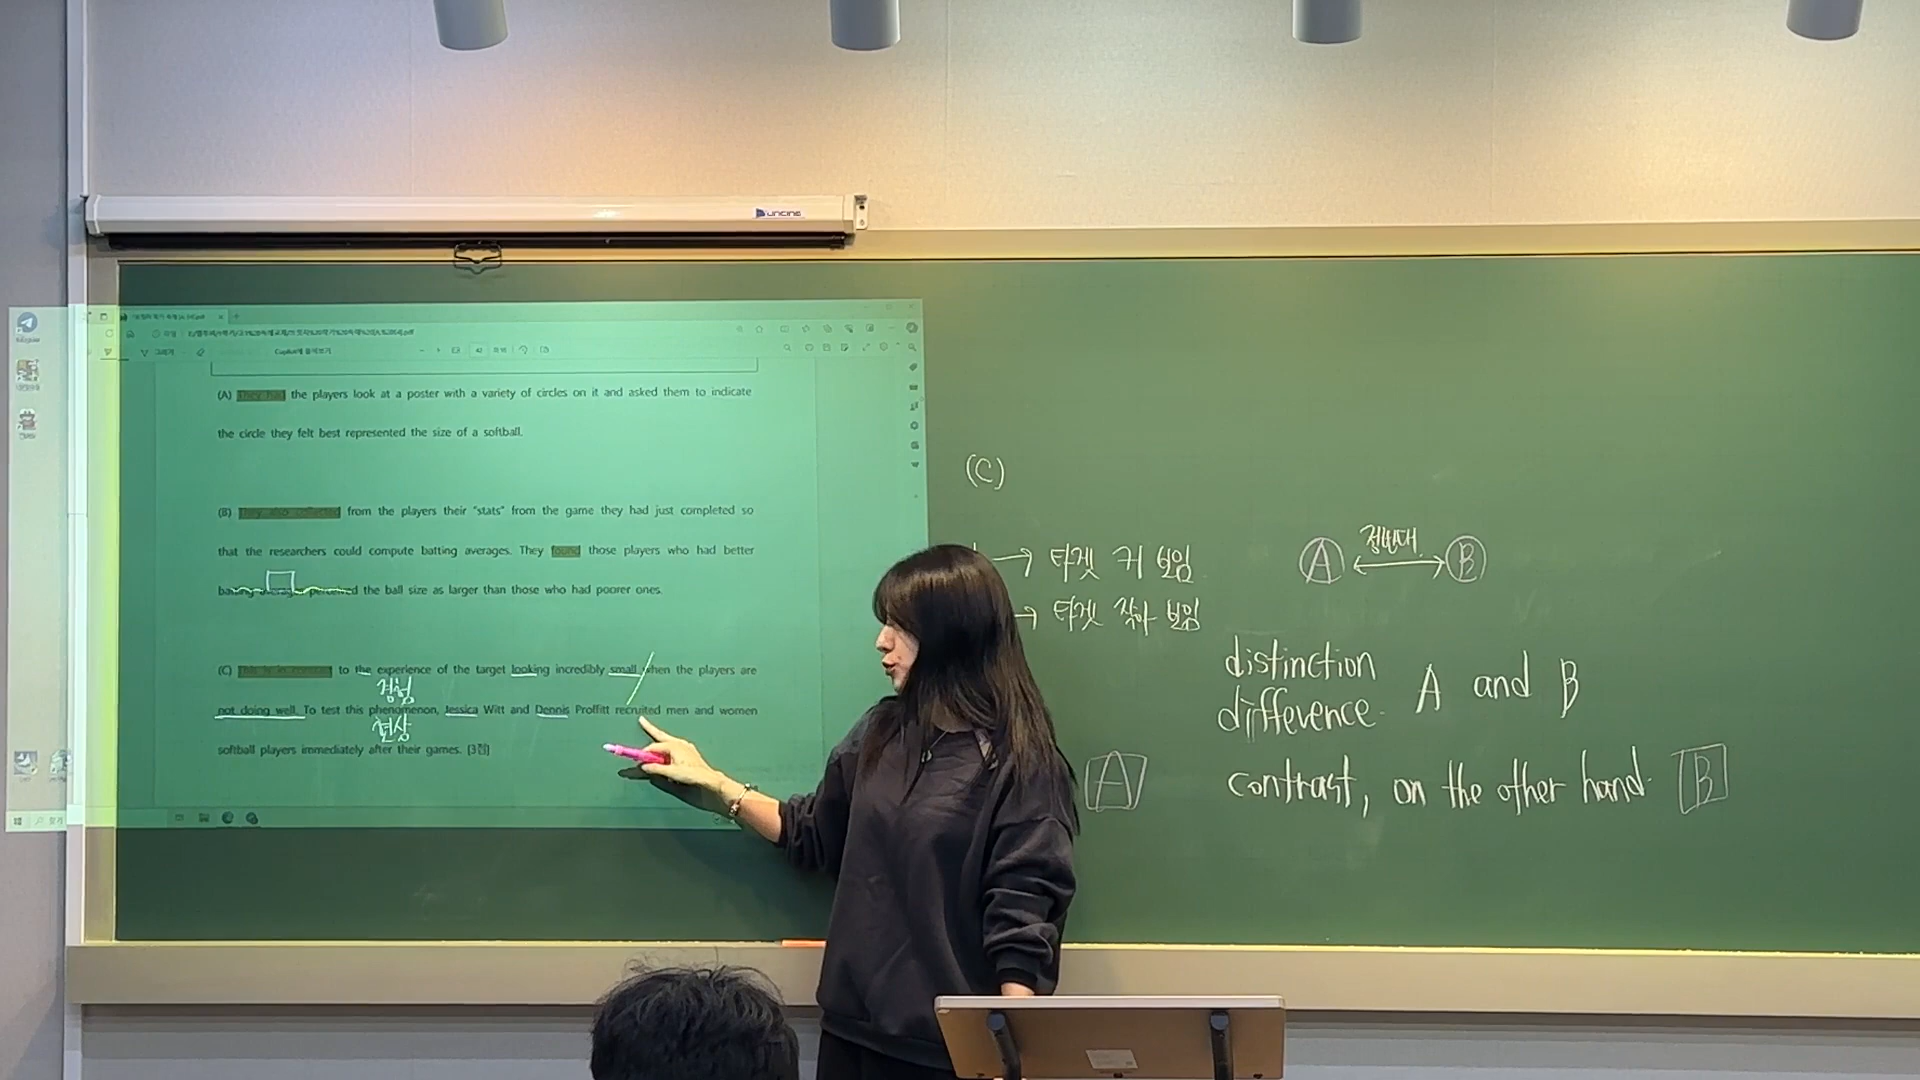 (A) They had the players look at a poster with a variety of circles on it and asked them to indicate
the circle they felt best represented the size of a softball.
(B) They also collected from the players their "stats" from the game they had just completed so
that the researchers could compute batting averages. They found those players who had better
batting averages perceived the ball size as larger than those who had poorer ones.
(C) This is in contrast to the experience of the target looking incredibly small when the players are
경험
not doing well. To test this phenomenon, Jessica Witt and Dennis Proffitt recruited men and women
현상
softball players immediately after their games. [3점]
(C)
→ 타겟 커 보임
→ 타겟 작아 보임
A 정반대 B
distinction
difference A and B
A contrast, on the other hand B